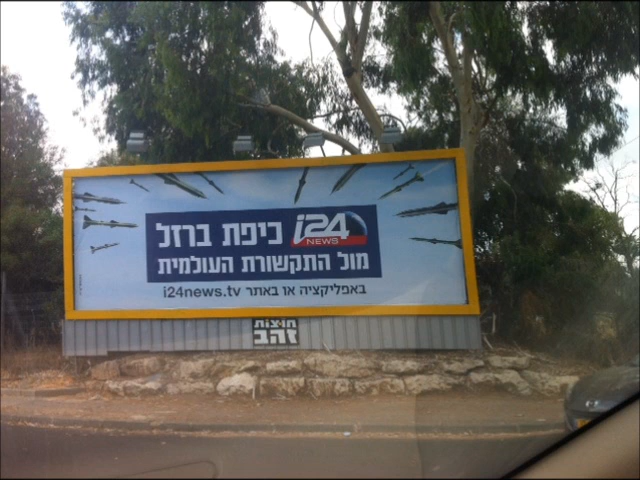 i24 NEWS כיפת ברזל
מול התקשורת העולמית
באפליקציה או באתר i24news.tv
חוצות
זהב